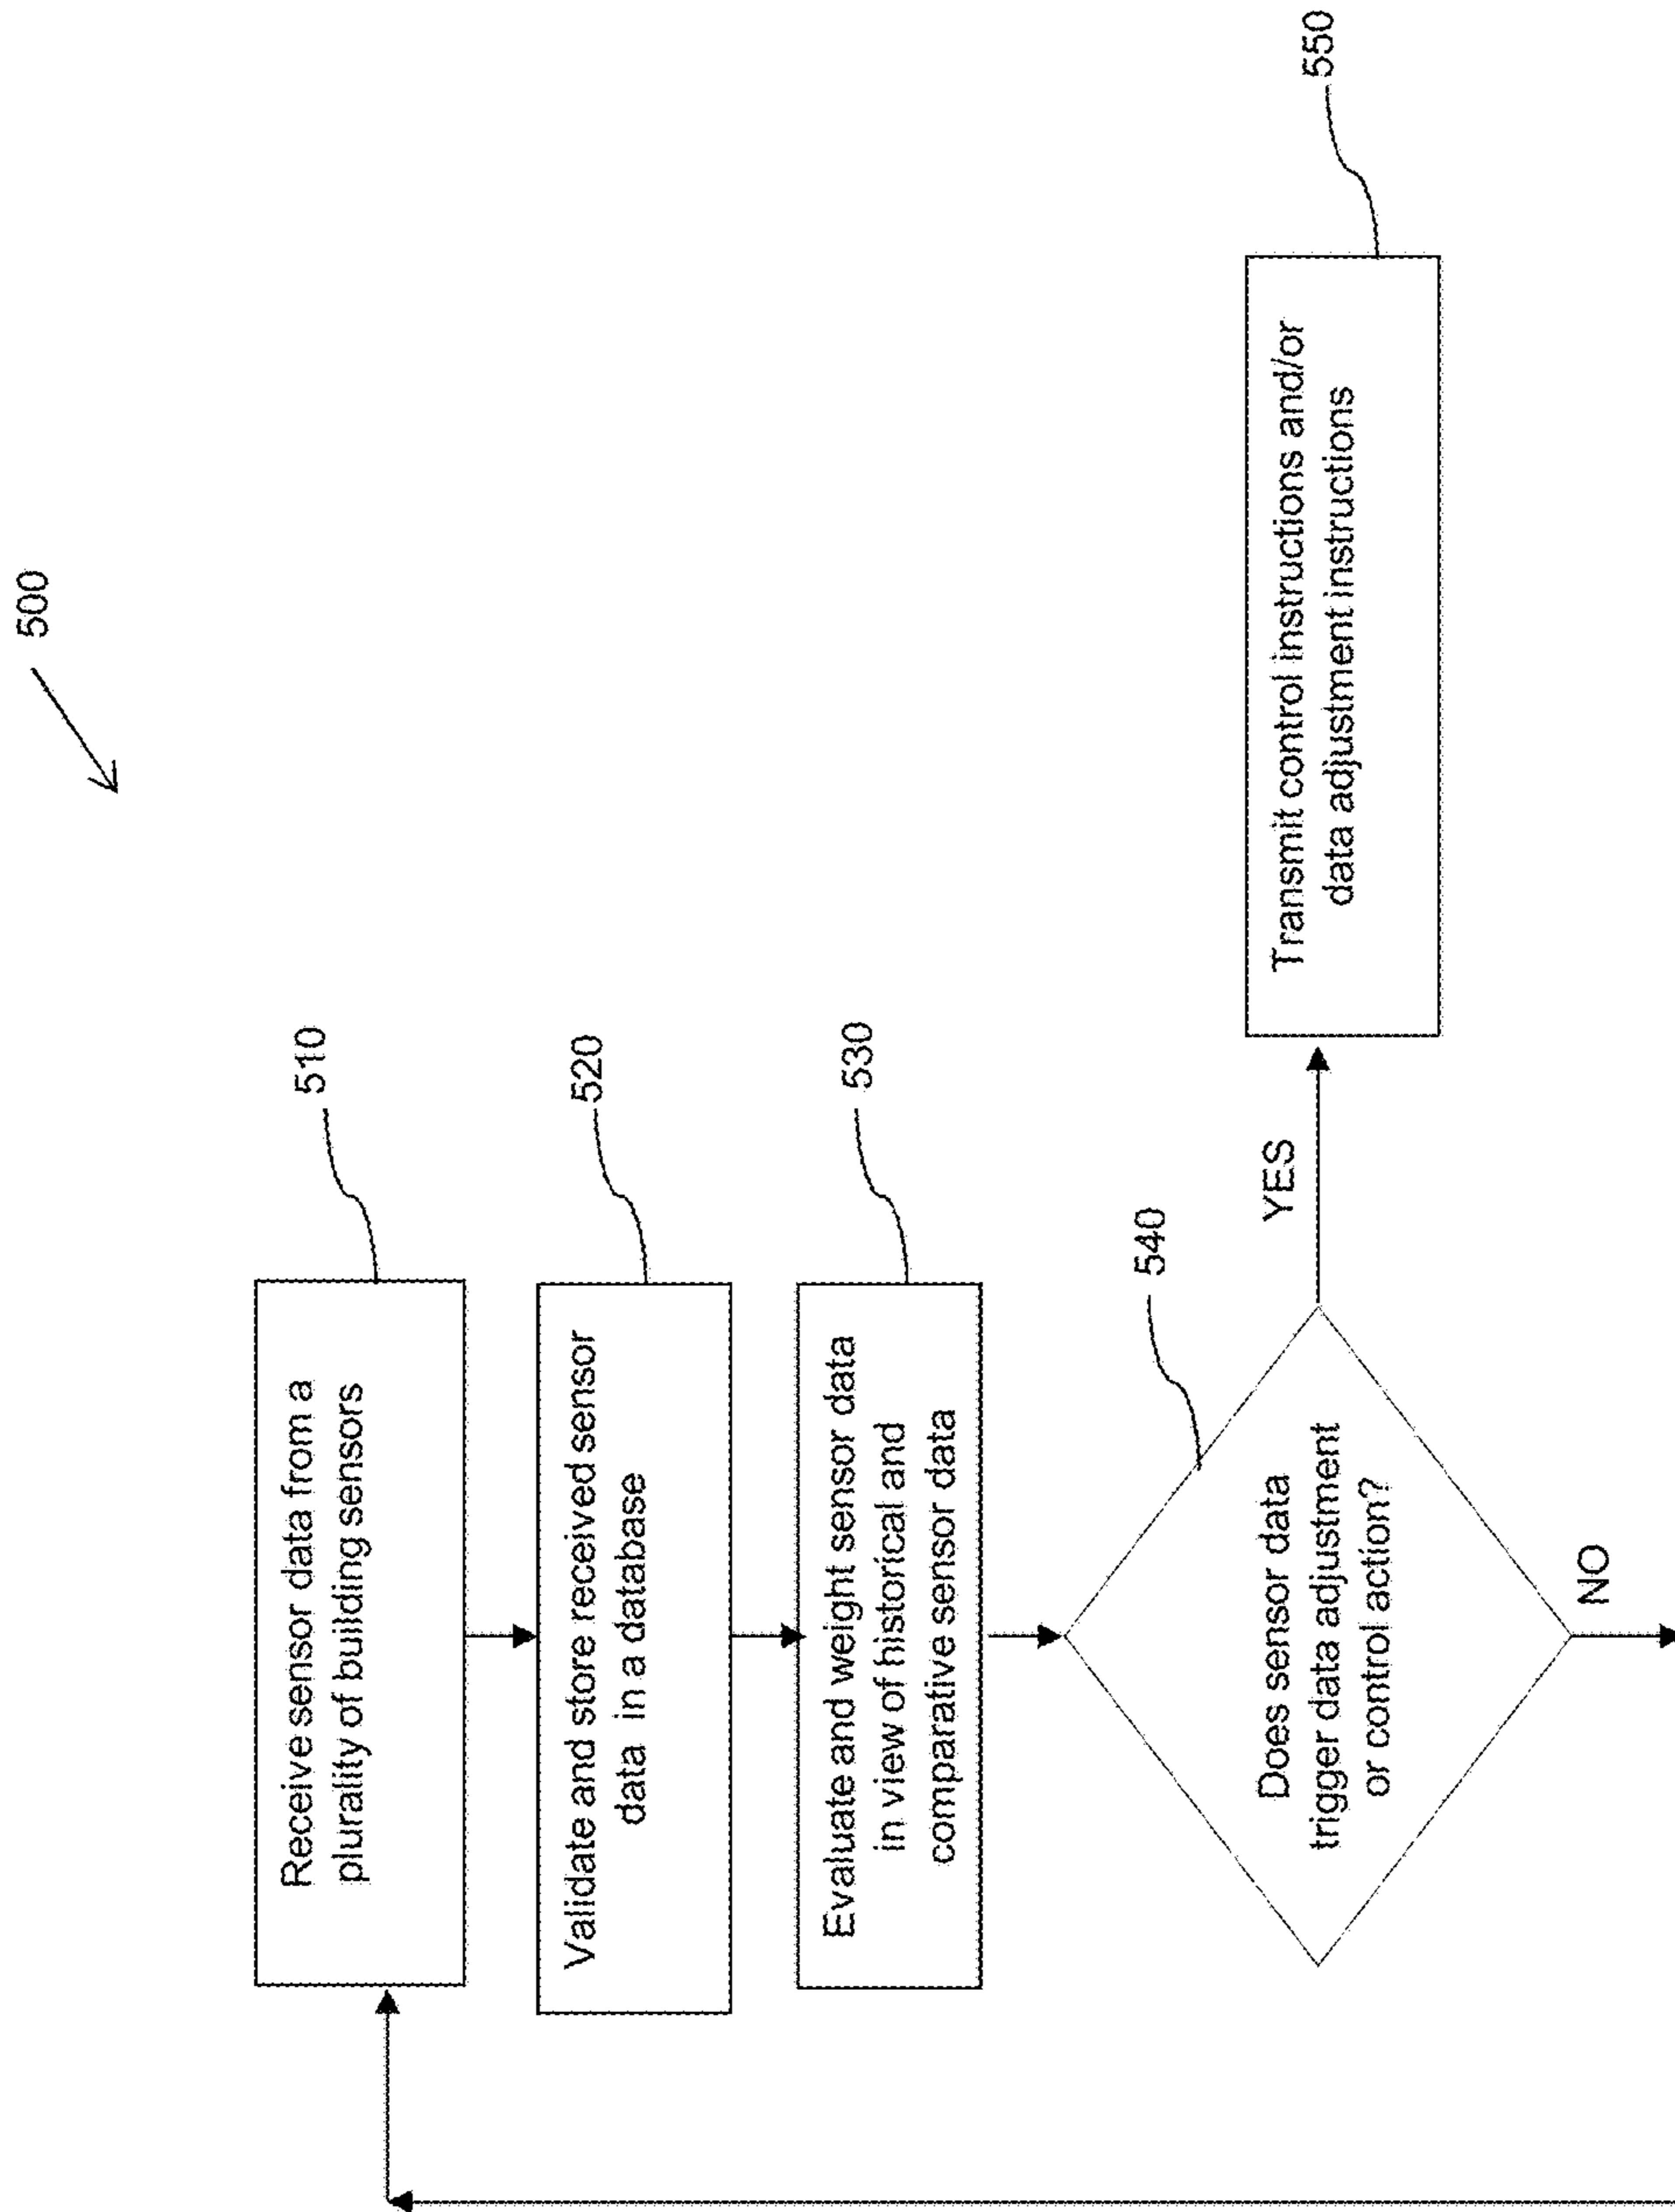 500
Receive sensor data from a
plurality of building sensors
510
Validate and store received sensor
data in a database
520
Evaluate and weight sensor data
in view of historical and
comparative sensor data
530
Does sensor data
trigger data adjustment
or control action?
540
YES
Transmit control instructions and/or
data adjustment instructions
550
NO